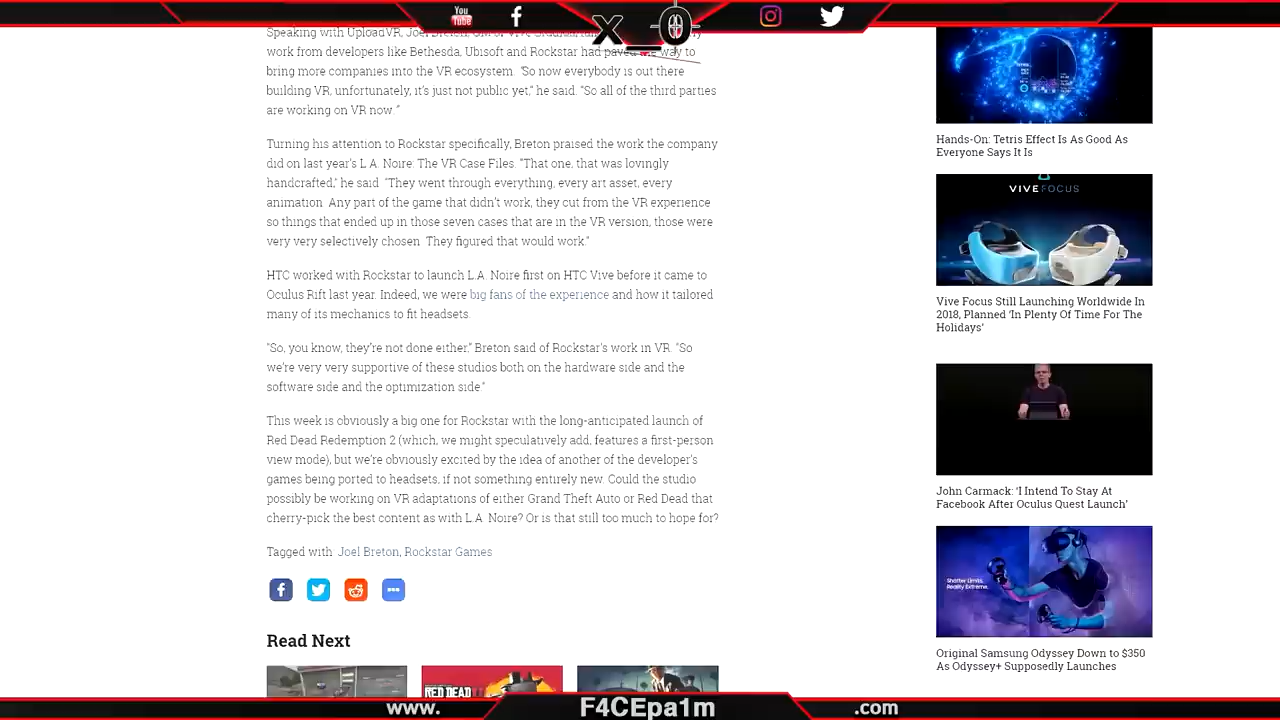 You
Tube
X_0
Speaking with UploadVR, Joel Breton, GM of Vive Studios,
work from developers like Bethesda, Ubisoft and Rockstar had paved the way to
bring more companies into the VR ecosystem. “So now everybody is out there
building VR, unfortunately, it’s just not public yet,” he said. “So all of the third parties
are working on VR now.”
Turning his attention to Rockstar specifically, Breton praised the work the company
did on last year’s L.A. Noire: The VR Case Files. “That one, that was lovingly
handcrafted,” he said. “They went through everything, every art asset, every
animation. Any of the game that didn’t work, they cut from the VR experience
so things that ended up in those seven cases that are in the VR version, those were
very very selectively chosen. They figured that would work.”
HTC worked with Rockstar to launch L.A. Noire first on HTC Vive before it came to
Oculus Rift last year. Indeed, we were big fans of the experience and how it tailored
many of its mechanics to fit headsets.
“So, you know, they’re not done either,” Breton said of Rockstar’s work in VR. “So
we’re very very supportive of these studios both on the hardware side and the
software side and the optimization side.”
This week is obviously a big one for Rockstar with the long-anticipated launch of
Red Dead Redemption 2 (which, we might speculatively add, features a first-person
view mode), but we’re obviously excited by the idea of another of the developer’s
games being ported to headsets, if not something entirely new. Could the studio
possibly be working on VR adaptations of either Grand Theft Auto or Red Dead that
cherry-pick the best content as with L.A. Noire? Or is that still too much to hope for?
Tagged with Joel Breton, Rockstar Games
Read Next
RED DEAD
Hands-On: Tetris Effect Is As Good As
Everyone Says It Is
VIVE FOCUS
Vive Focus Still Launching Worldwide In
2018, Planned ‘In Plenty Of Time For The
Holidays’
John Carmack: ‘I Intend To Stay At
Facebook After Oculus Quest Launch’
Shatter Limits.
Reality Extreme.
Original Samsung Odyssey Down to $350
As Odyssey+ Supposedly Launches
www. F4CEpa1m .com